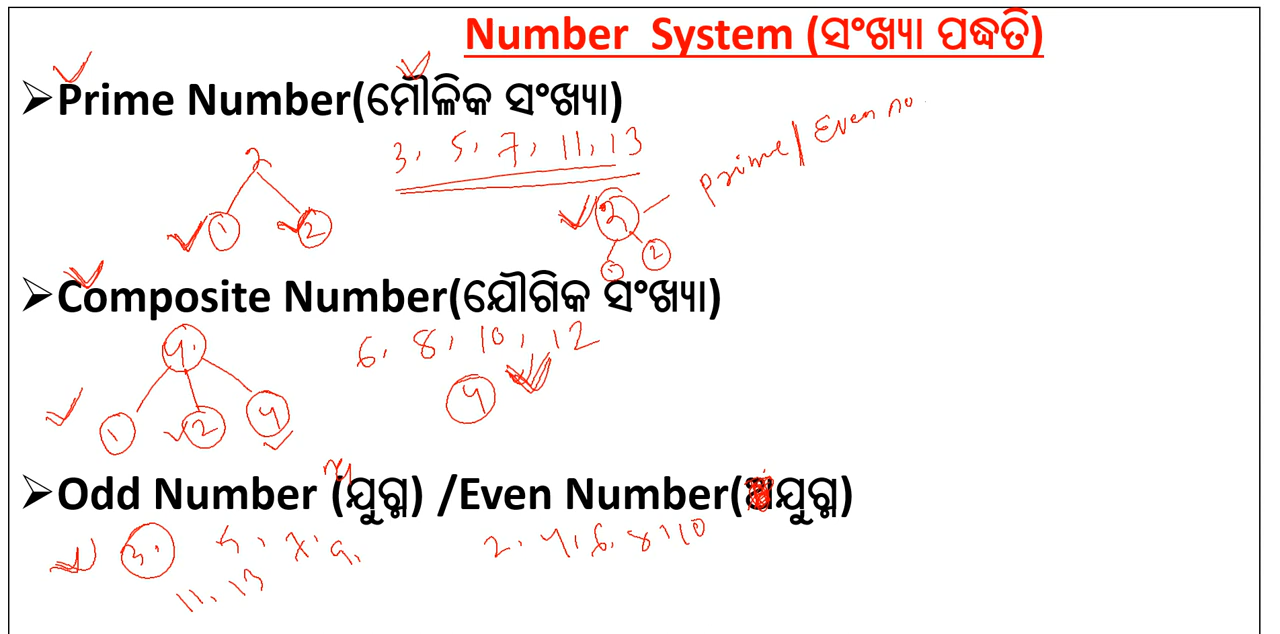 Number System (ସଂଖ୍ୟା ପଦ୍ଧତି)
➢Prime Number(ମୌଳିକ ସଂଖ୍ୟା)
3, 5, 7, 11, 13
Prime/Even no.
2
1 2
2
1 2
➢Composite Number(ଯୌଗିକ ସଂଖ୍ୟା)
4
6, 8, 10, 12
4
1 2 4
ଅ
➢Odd Number (ଯୁଗ୍ମ) /Even Number(ଯୁଗ୍ମ)
3, 5, 7, 9,
2, 4, 6, 8, 10
11, 13